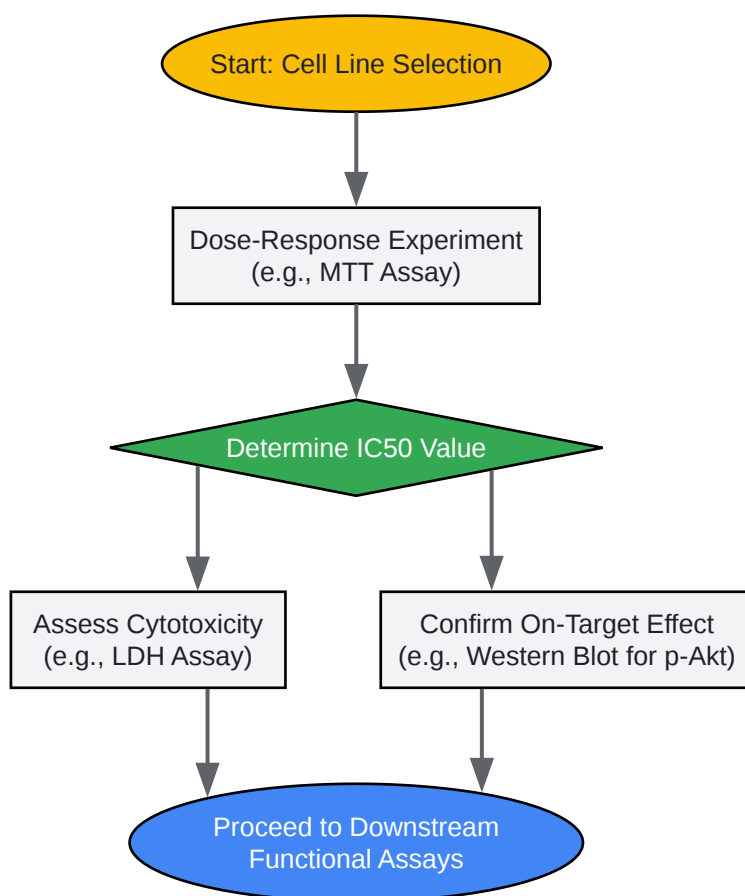 Start: Cell Line Selection
Dose-Response Experiment
(e.g., MTT Assay)
Determine IC50 Value
Assess Cytotoxicity
(e.g., LDH Assay)
Confirm On-Target Effect
(e.g., Western Blot for p-Akt)
Proceed to Downstream
Functional Assays